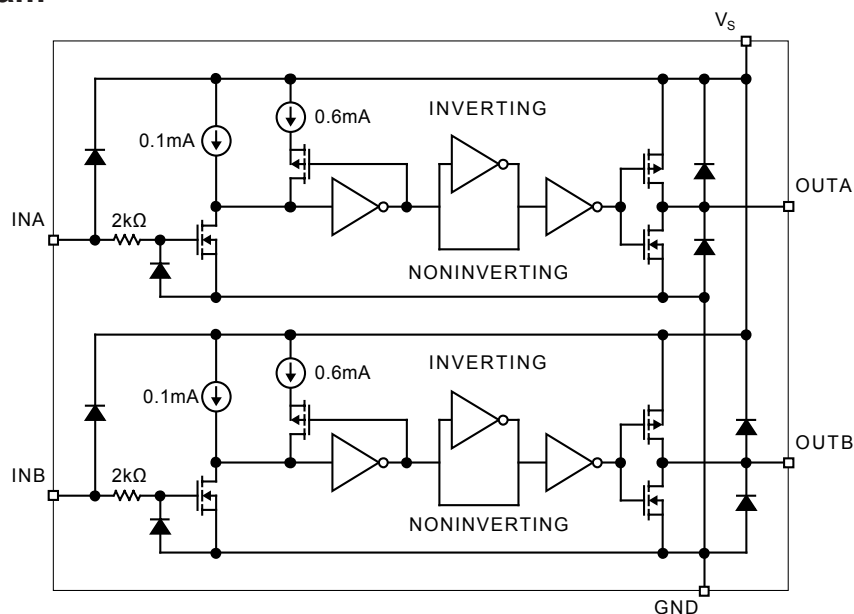 V_S
INVERTING
0.6mA
0.1mA
OUTA
INA
2kΩ
NONINVERTING
INVERTING
0.6mA
0.1mA
OUTB
INB
2kΩ
NONINVERTING
GND